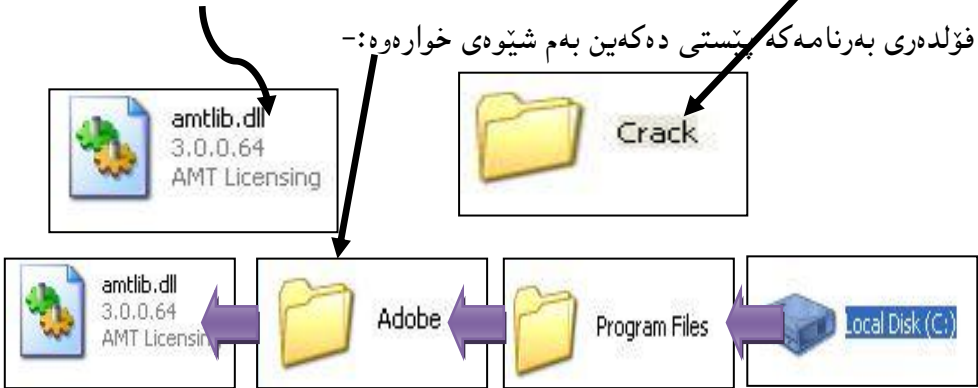 فۆلدەری بەرنامەکە پێستی دەکەین بەم شێوەی خوارەوە:-
amtlib.dll
3.0.0.64
AMT Licensing
Crack
Local Disk (C:)
Program Files
Adobe
amtlib.dll
3.0.0.64
AMT Licensin